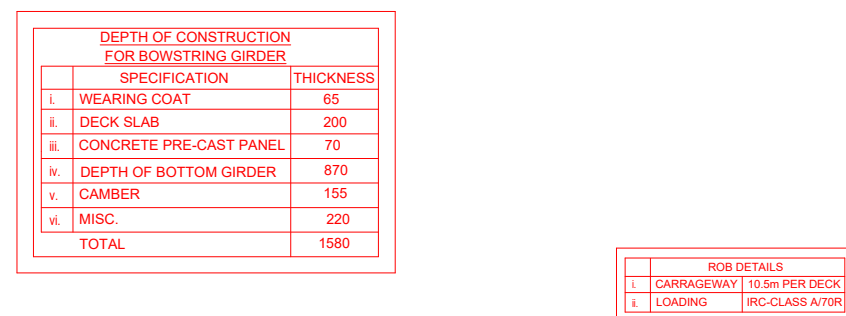 DEPTH OF CONSTRUCTION
FOR BOWSTRING GIRDER
SPECIFICATION THICKNESS
i. WEARING COAT 65
ii. DECK SLAB 200
iii. CONCRETE PRE-CAST PANEL 70
iv. DEPTH OF BOTTOM GIRDER 870
v. CAMBER 155
vi. MISC. 220
TOTAL 1580
ROB DETAILS
i. CARRAGEWAY 10.5m PER DECK
ii. LOADING IRC-CLASS A/70R